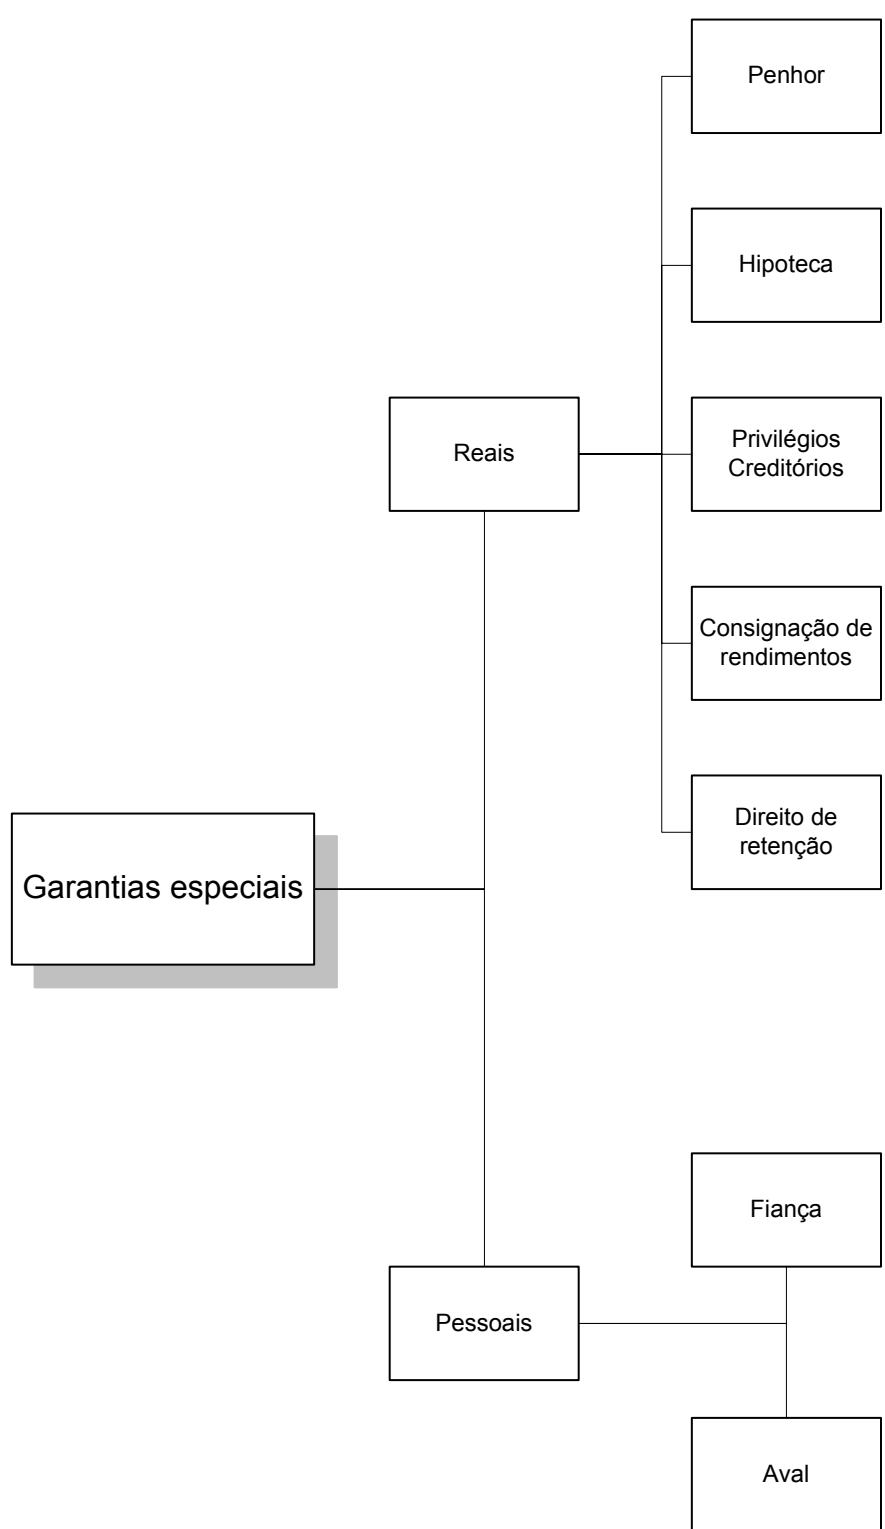 Penhor
Hipoteca
Reais
Privilégios
Creditórios
Consignação de
rendimentos
Direito de
retenção
Garantias especiais
Fiança
Pessoais
Aval